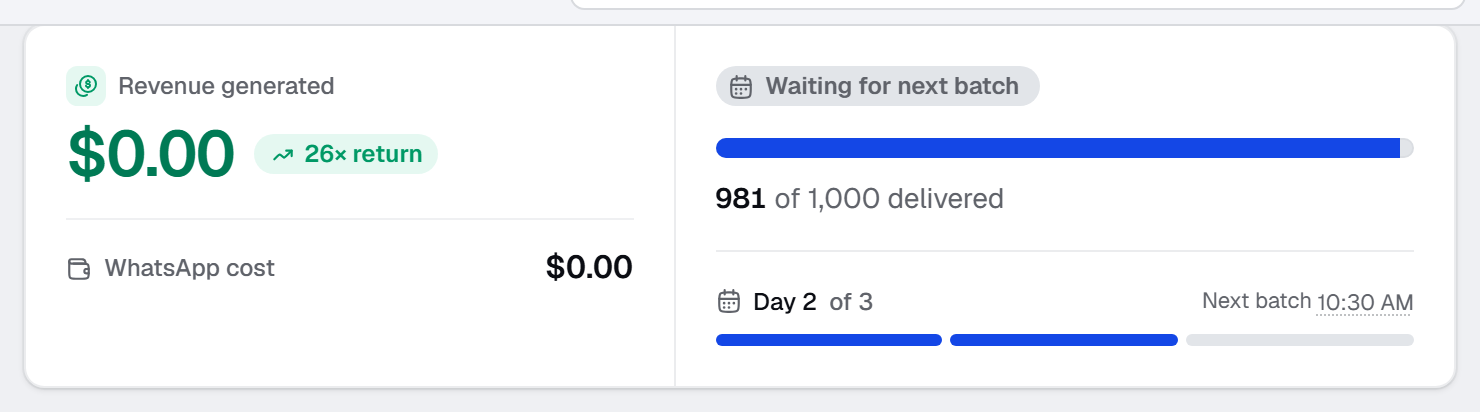 Revenue generated
$0.00 26× return
WhatsApp cost $0.00
Waiting for next batch
981 of 1,000 delivered
Day 2 of 3 Next batch 10:30 AM